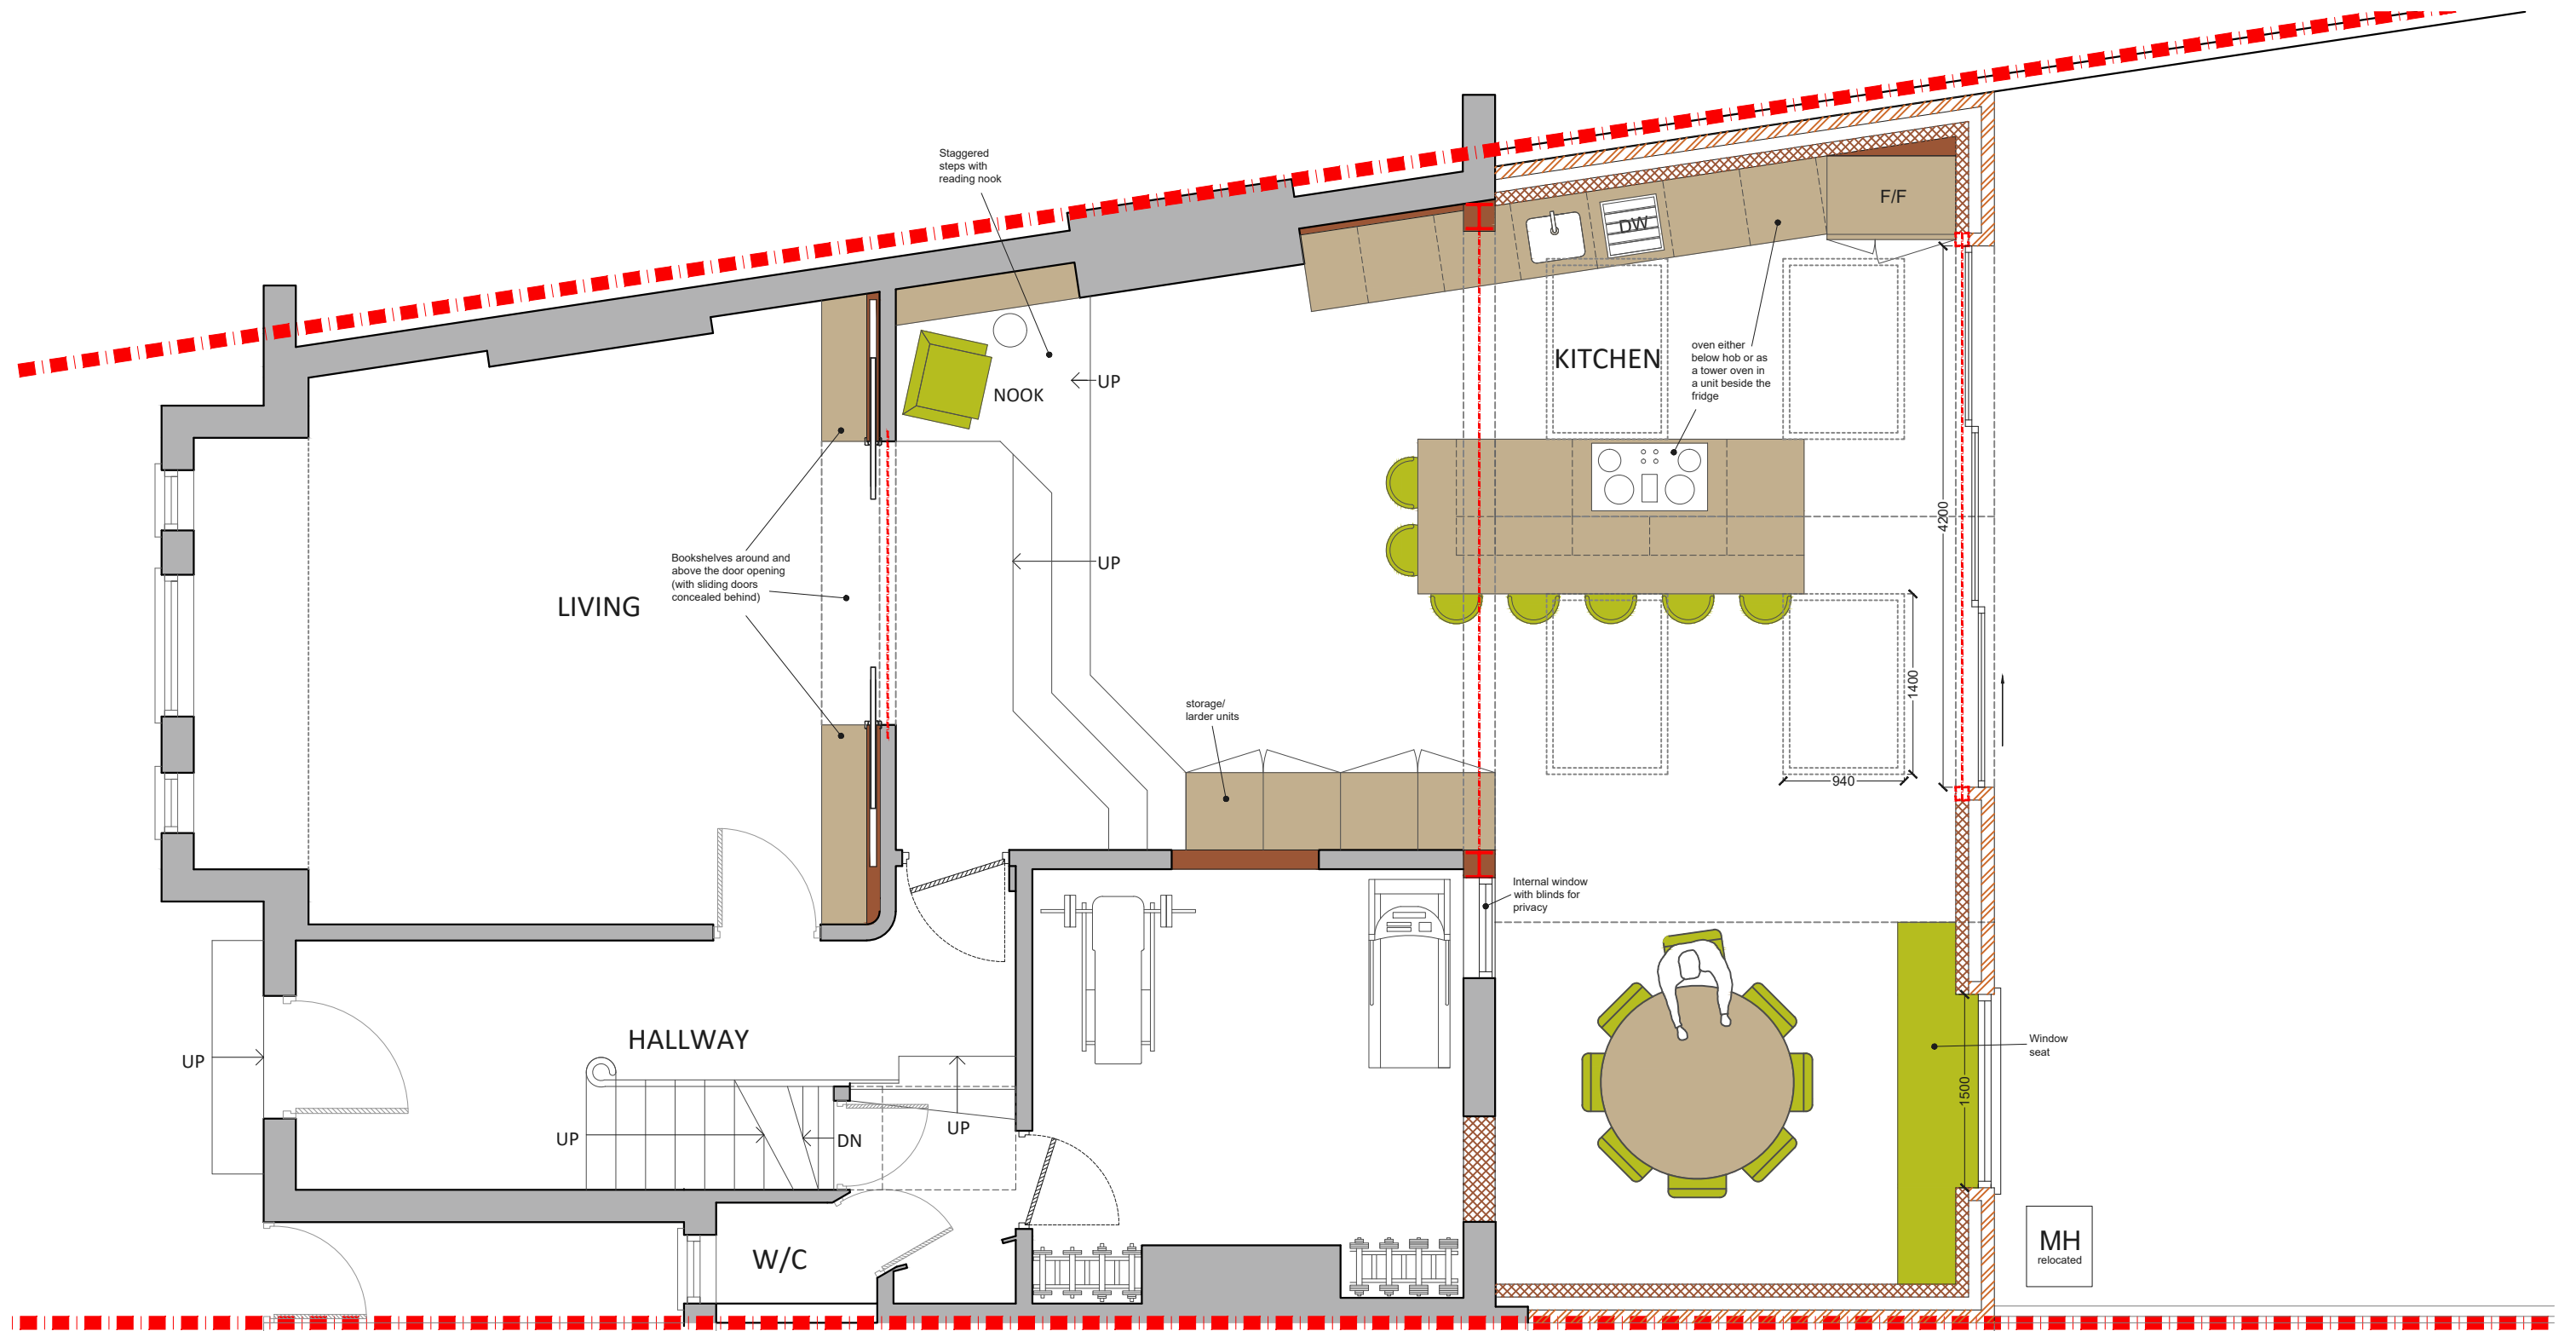 Staggered
steps with
reading nook
F/F
DW
KITCHEN
oven either
below hob or as
a tower oven in
a unit beside the
fridge
UP
NOOK
4200
Bookshelves around and
above the door opening
(with sliding doors
concealed behind)
UP
LIVING
1400
storage/
larder units
940
Internal window
with blinds for
privacy
HALLWAY
UP
Window
seat
1500
UP
DN
UP
W/C
MH
relocated